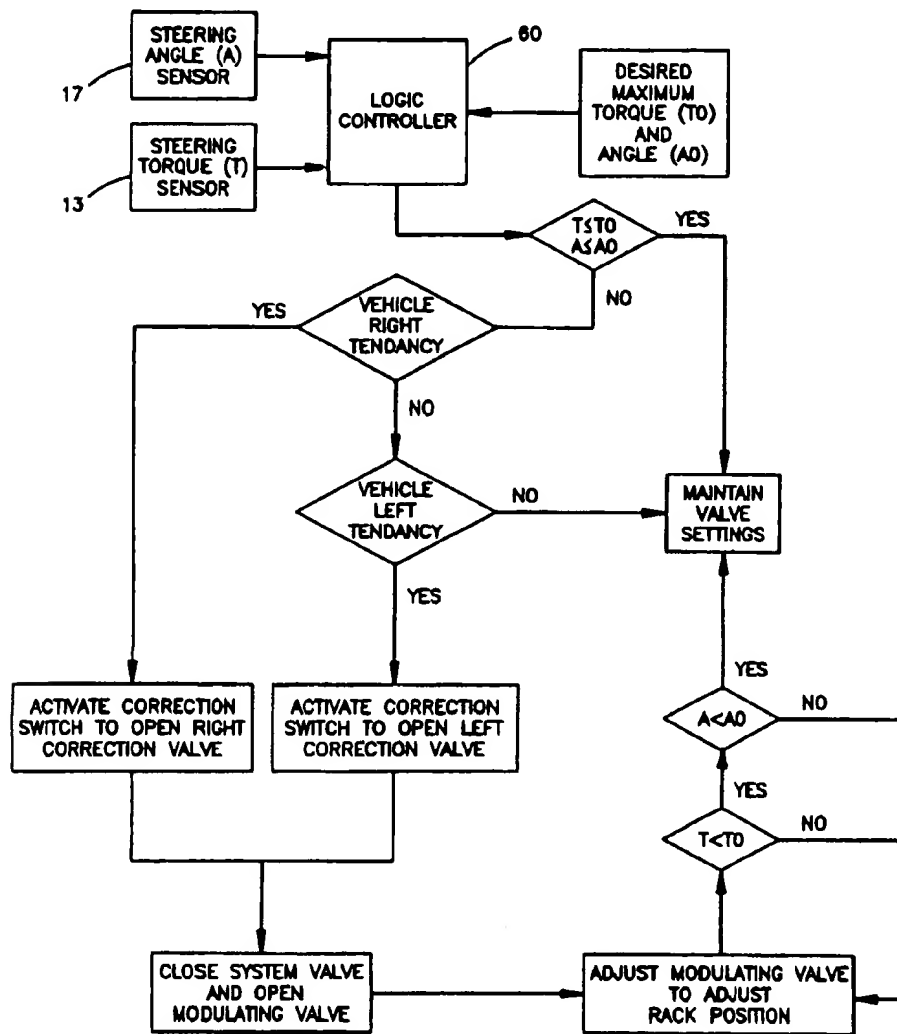 STEERING
ANGLE (A)
SENSOR
17
60
LOGIC
CONTROLLER
DESIRED
MAXIMUM
TORQUE (TO)
AND
ANGLE (AO)
STEERING
TORQUE (T)
SENSOR
13
T≤TO
A≤AO
YES
NO
YES
VEHICLE
RIGHT
TENDANCY
NO
VEHICLE
LEFT
TENDANCY
NO
MAINTAIN
VALVE
SETTINGS
YES
YES
ACTIVATE CORRECTION
SWITCH TO OPEN RIGHT
CORRECTION VALVE
ACTIVATE CORRECTION
SWITCH TO OPEN LEFT
CORRECTION VALVE
A<AO
NO
YES
T<TO
NO
CLOSE SYSTEM VALVE
AND OPEN
MODULATING VALVE
ADJUST MODULATING VALVE
TO ADJUST
RACK POSITION